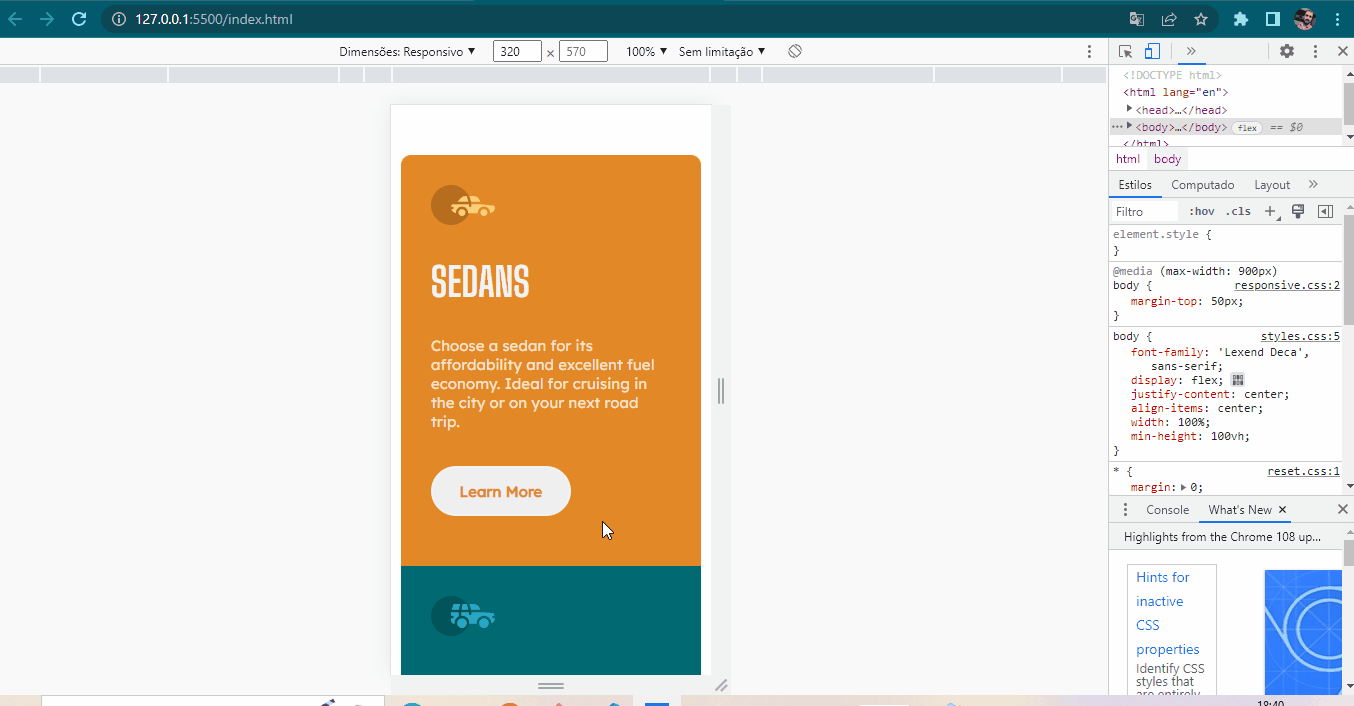 127.0.0.1:5500/index.html
Dimensões: Responsivo ▼ 320 × 570 100% ▼ Sem limitação ▼
<!DOCTYPE html>
<html lang="en">
<head>…</head>
<body>…</body> flex == $0
</html>
html body
Estilos Computado Layout
Filtro :hov .cls
element.style {
}
@media (max-width: 900px)
body { responsive.css:2
margin-top: 50px;
}
body { styles.css:5
font-family: 'Lexend Deca',
sans-serif;
display: flex;
justify-content: center;
align-items: center;
width: 100%;
min-height: 100vh;
}
* { reset.css:1
margin: 0;
Console What's New
Highlights from the Chrome 108 up...
Hints for
inactive
CSS
properties
Identify CSS
styles that
are entirely
SEDANS
Choose a sedan for its
affordability and excellent fuel
economy. Ideal for cruising in
the city or on your next road
trip.
Learn More
18:40